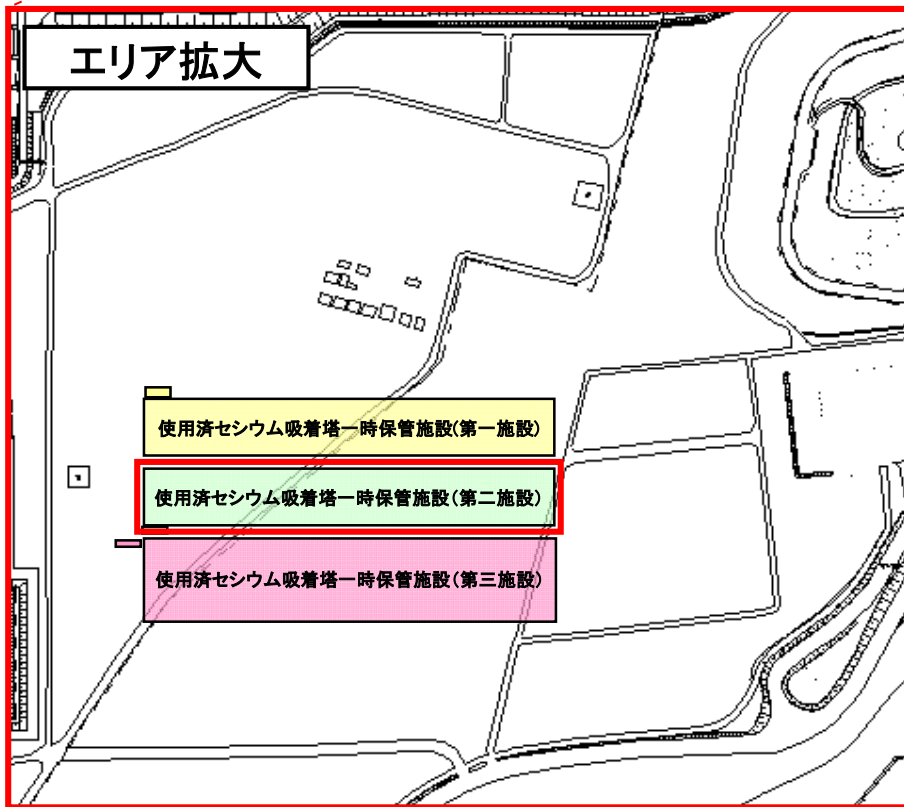 エリア拡大
使用済セシウム吸着塔一時保管施設(第一施設)
使用済セシウム吸着塔一時保管施設(第二施設)
使用済セシウム吸着塔一時保管施設(第三施設)